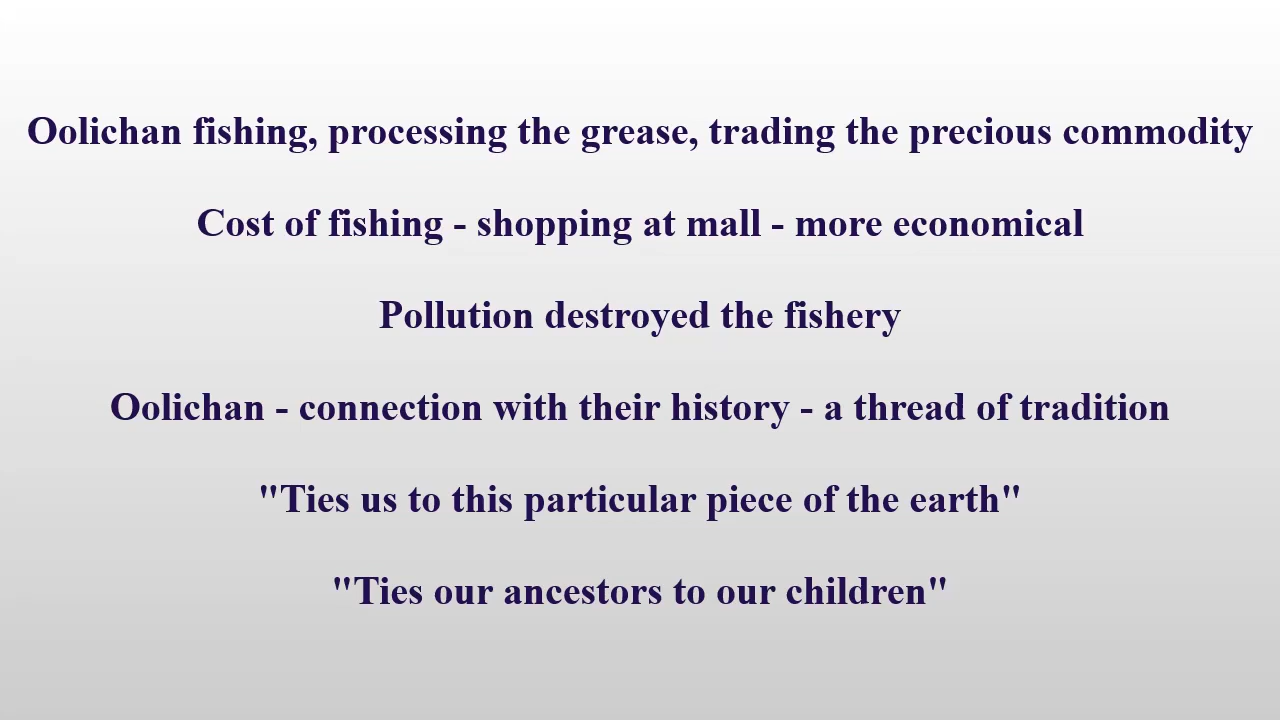 Oolichan fishing, processing the grease, trading the precious commodity
Cost of fishing - shopping at mall - more economical
Pollution destroyed the fishery
Oolichan - connection with their history - a thread of tradition
"Ties us to this particular piece of the earth"
"Ties our ancestors to our children"